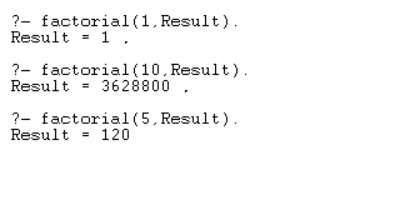 ?- factorial(1,Result).
Result = 1 .
?- factorial(10,Result).
Result = 3628800 .
?- factorial(5,Result).
Result = 120